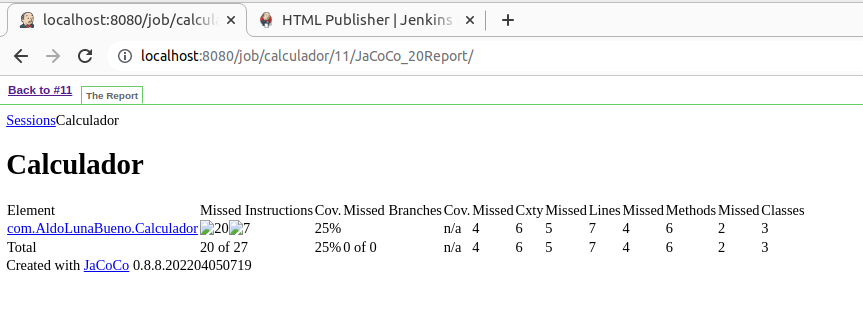 localhost:8080/job/calcul
HTML Publisher | Jenkins
localhost:8080/job/calculador/11/JaCoCo_20Report/
Back to #11 The Report
SessionsCalculador
Calculador
Element Missed Instructions Cov. Missed Branches Cov. Missed Cxty Missed Lines Missed Methods Missed Classes
com.AldoLunaBueno.Calculador 20 7 25% n/a 4 6 5 7 4 6 2 3
Total 20 of 27 25% 0 of 0 n/a 4 6 5 7 4 6 2 3
Created with JaCoCo 0.8.8.202204050719